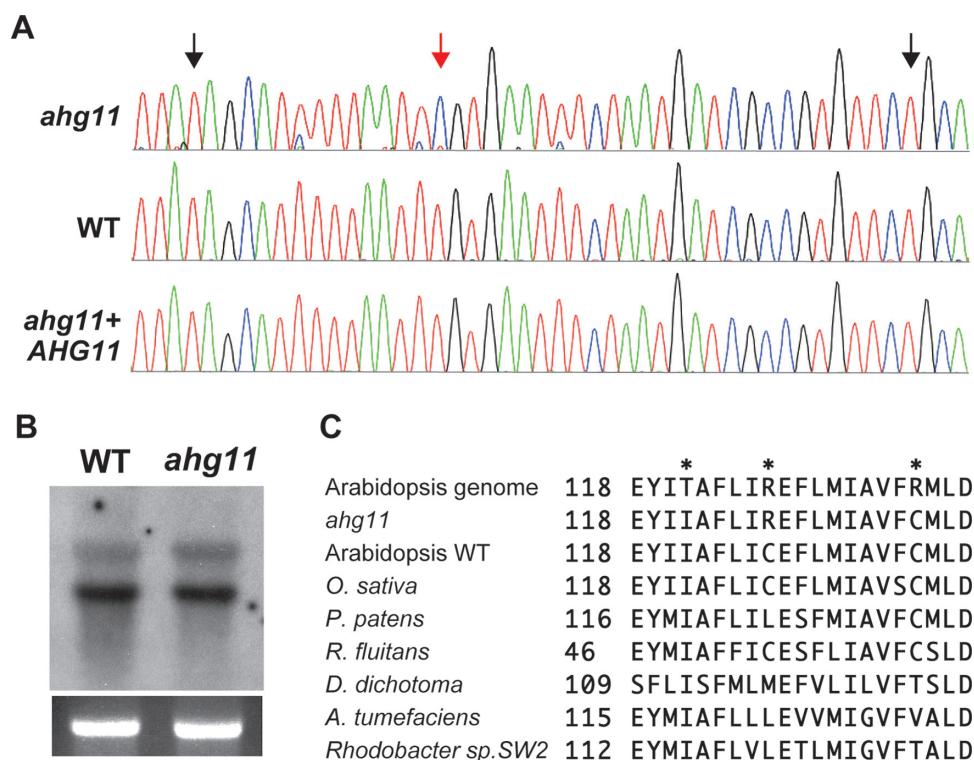 A
ahg11
WT
ahg11+
AHG11
B
WT ahg11
C
* * *
Arabidopsis genome 118 EYITAFLIREFLMIAVFRMLD
ahg11 118 EYIIAFLIREFLMIAVFCMLD
Arabidopsis WT 118 EYIIAFLICEFLMIAVFCMLD
O. sativa 118 EYIIAFLICEFLMIAVSCMLD
P. patens 116 EYMIAFLILESFMIAVFCMLD
R. fluitans 46 EYMIAFFICESFLIAVFCSLD
D. dichotoma 109 SFLISFMLMEFVLILVFTSLD
A. tumefaciens 115 EYMIAFLLLEVVMIGVFVALD
Rhodobacter sp.SW2 112 EYMIAFLVLETLMIGVFTALD